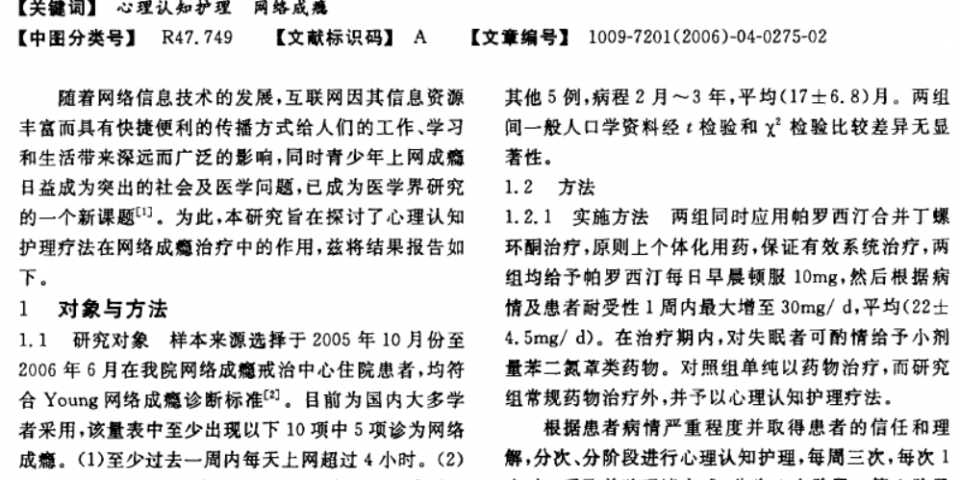 【关键词】 心理认知护理 网络成瘾
【中图分类号】 R47.749 【文献标识码】 A 【文章编号】 1009-7201(2006)-04-0275-02
随着网络信息技术的发展,互联网因其信息资源
丰富而具有快捷便利的传播方式给人们的工作、学习
和生活带来深远而广泛的影响,同时青少年上网成瘾
日益成为突出的社会及医学问题,已成为医学界研究
的一个新课题[1]。为此,本研究旨在探讨了心理认知
护理疗法在网络成瘾治疗中的作用,兹将结果报告如
下。
1 对象与方法
1.1 研究对象 样本来源选择于 2005 年 10 月份至
2006 年 6 月在我院网络成瘾戒治中心住院患者,均符
合 Young 网络成瘾诊断标准[2]。目前为国内大多学
者采用,该量表中至少出现以下 10 项中 5 项诊为网络
成瘾。(1)至少过去一周内每天上网超过 4 小时。(2)
其他 5 例,病程 2 月～3 年,平均(17±6.8)月。两组
间一般人口学资料经 t 检验和 χ² 检验比较差异无显
著性。
1.2 方法
1.2.1 实施方法 两组同时应用帕罗西汀合并丁螺
环酮治疗,原则上个体化用药,保证有效系统治疗,两
组均给予帕罗西汀每日早晨顿服 10mg,然后根据病
情及患者耐受性 1 周内最大增至 30mg/ d,平均(22±
4.5mg/ d)。在治疗期内,对失眠者可酌情给予小剂
量苯二氮䓬类药物。对照组单纯以药物治疗,而研究
组常规药物治疗外,并予以心理认知护理疗法。
根据患者病情严重程度并取得患者的信任和理
解,分次、分阶段进行心理认知护理,每周三次,每次 1